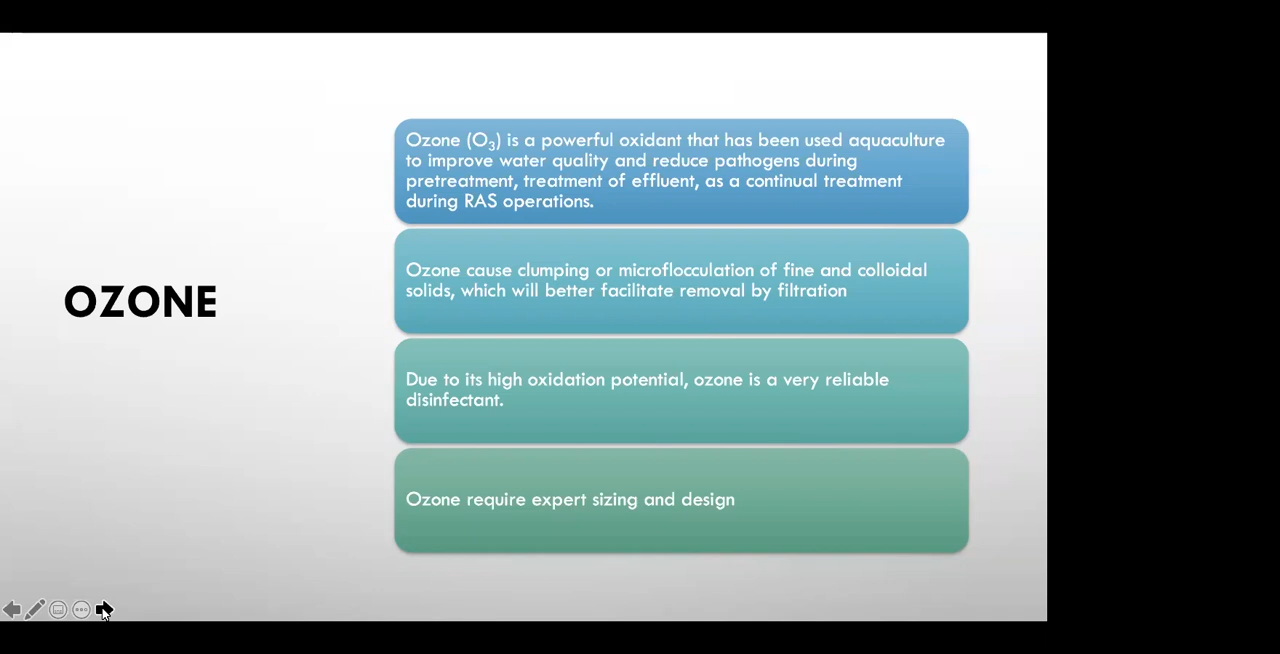 OZONE
Ozone (O₃) is a powerful oxidant that has been used aquaculture
to improve water quality and reduce pathogens during
pretreatment, treatment of effluent, as a continual treatment
during RAS operations.
Ozone cause clumping or microflocculation of fine and colloidal
solids, which will better facilitate removal by filtration
Due to its high oxidation potential, ozone is a very reliable
disinfectant.
Ozone require expert sizing and design